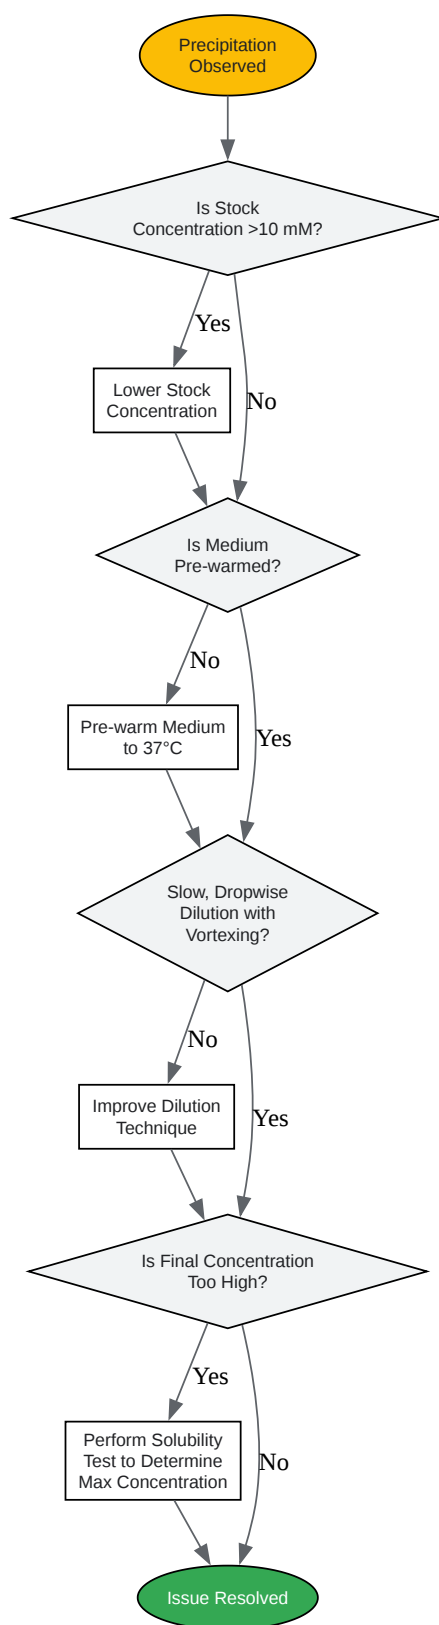 Precipitation
Observed
Is Stock
Concentration >10 mM?
Yes
Lower Stock
Concentration
No
Is Medium
Pre-warmed?
No
Pre-warm Medium
to 37°C
Yes
Slow, Dropwise
Dilution with
Vortexing?
No
Improve Dilution
Technique
Yes
Is Final Concentration
Too High?
Yes
Perform Solubility
Test to Determine
Max Concentration
No
Issue Resolved